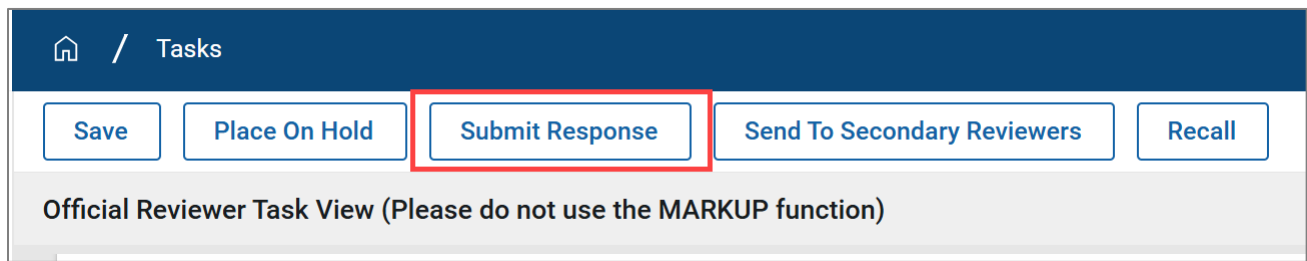 / Tasks
Save Place On Hold Submit Response Send To Secondary Reviewers Recall
Official Reviewer Task View (Please do not use the MARKUP function)